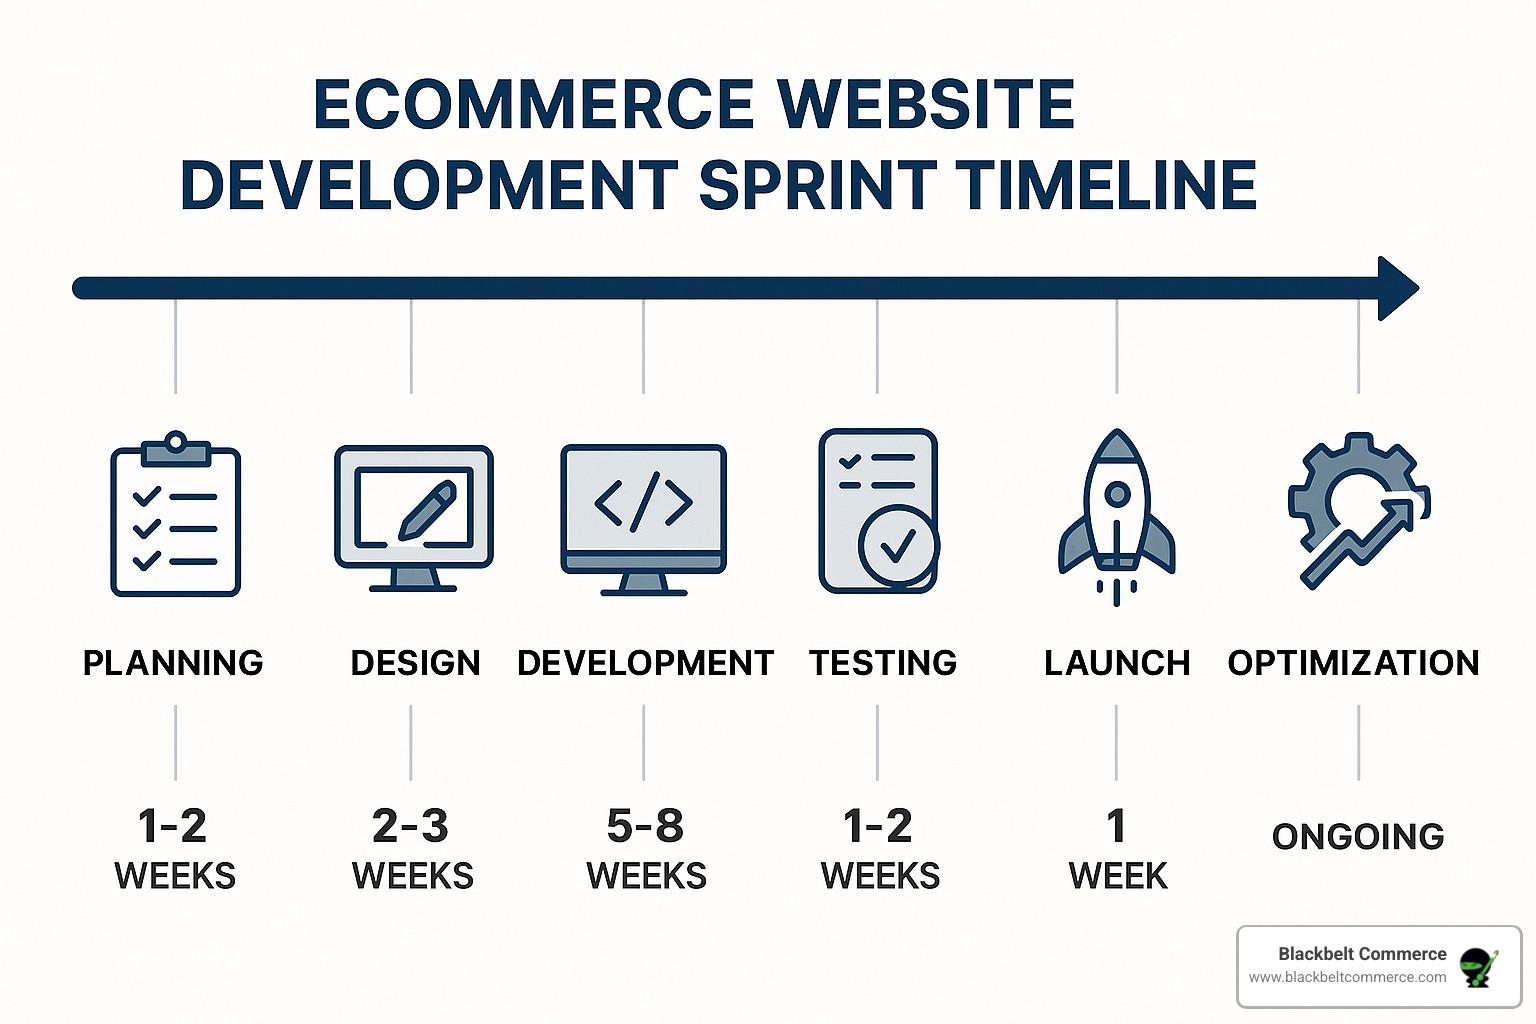 ECOMMERCE WEBSITE
DEVELOPMENT SPRINT TIMELINE
PLANNING
DESIGN
DEVELOPMENT
TESTING
LAUNCH
OPTIMIZATION
1-2
WEEKS
2-3
WEEKS
5-8
WEEKS
1-2
WEEKS
1
WEEK
ONGOING
Blackbelt Commerce
www.blackbeltcommerce.com